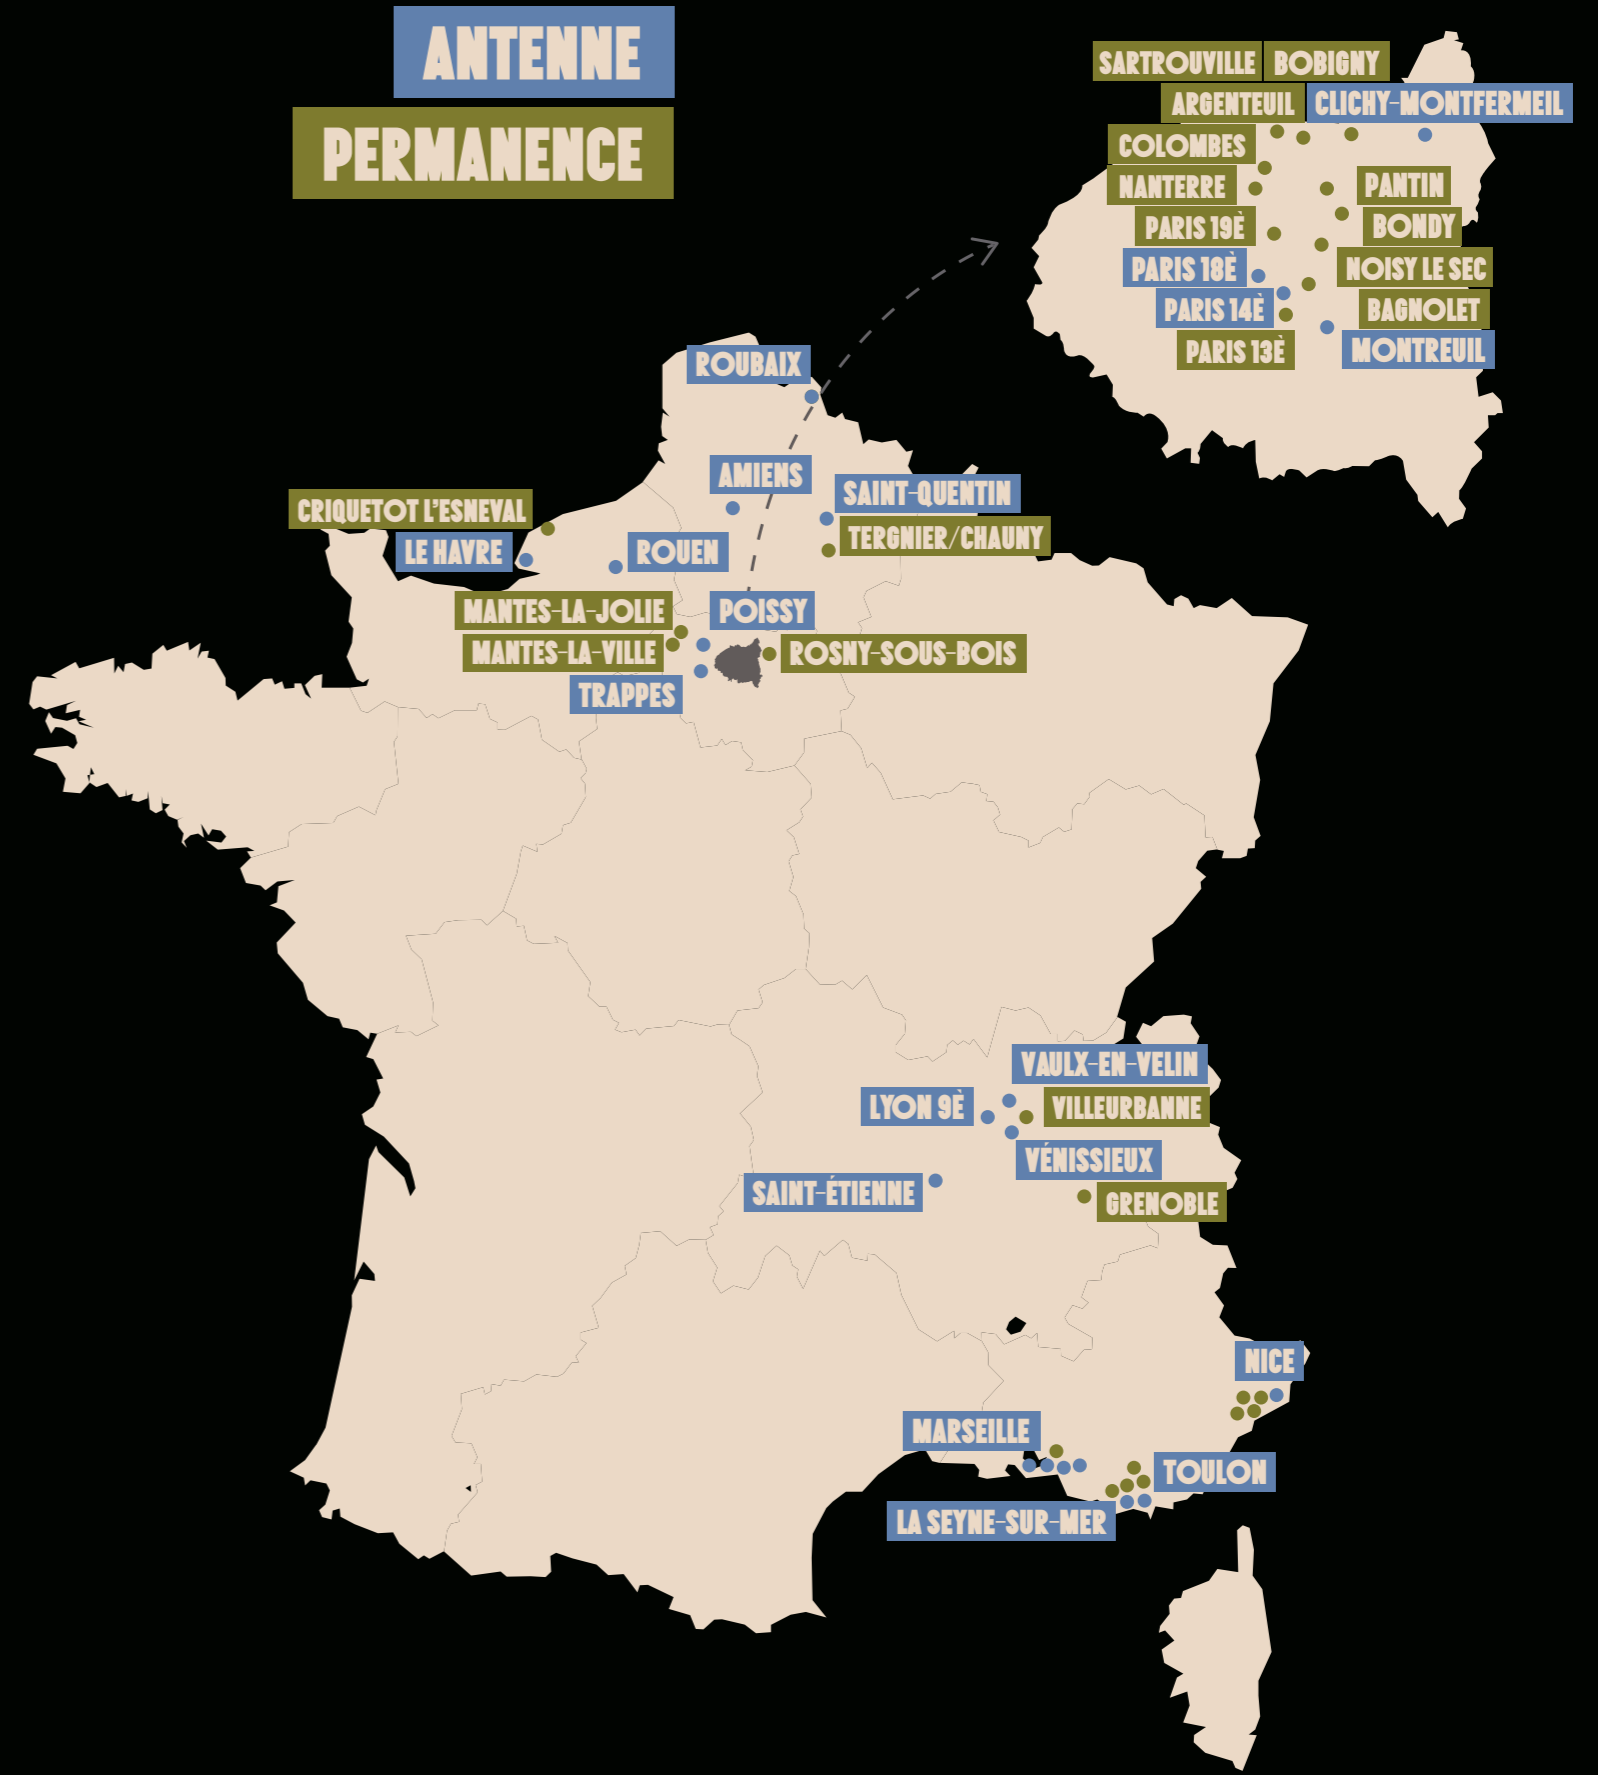 ANTENNE
PERMANENCE
SARTROUVILLE
BOBIGNY
ARGENTEUIL
CLICHY-MONTFERMEIL
COLOMBES
NANTERRE
PANTIN
PARIS 19È
BONDY
PARIS 18È
NOISY LE SEC
PARIS 14È
BAGNOLET
PARIS 13È
MONTREUIL
ROUBAIX
AMIENS
SAINT-QUENTIN
CRIQUETOT L'ESNEVAL
TERGNIER/CHAUNY
LE HAVRE
ROUEN
MANTES-LA-JOLIE
POISSY
MANTES-LA-VILLE
ROSNY-SOUS-BOIS
TRAPPES
VAULX-EN-VELIN
LYON 9È
VILLEURBANNE
VÉNISSIEUX
SAINT-ÉTIENNE
GRENOBLE
NICE
MARSEILLE
TOULON
LA SEYNE-SUR-MER